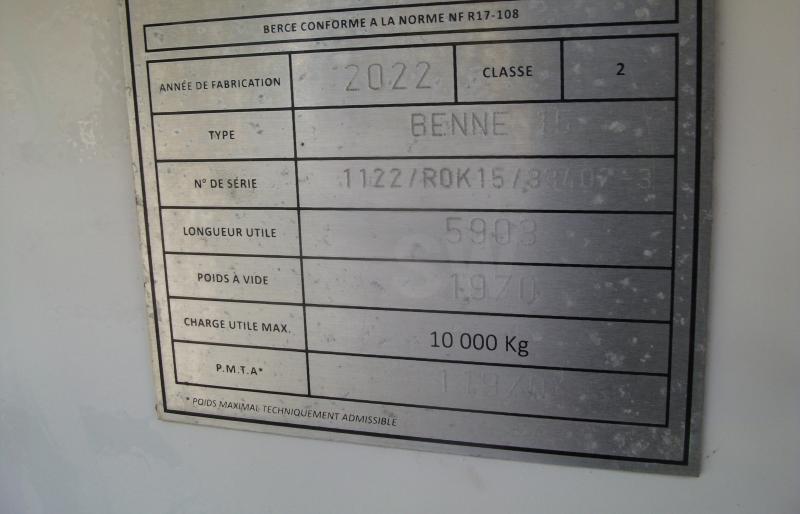 BERCE CONFORME A LA NORME NF R17-108
ANNÉE DE FABRICATION 2022 CLASSE 2
TYPE BENNE 15
N° DE SÉRIE
LONGUEUR UTILE 5903
POIDS À VIDE 1970
CHARGE UTILE MAX. 10 000 Kg
P.M.T.A*
* POIDS MAXIMAL TECHNIQUEMENT ADMISSIBLE